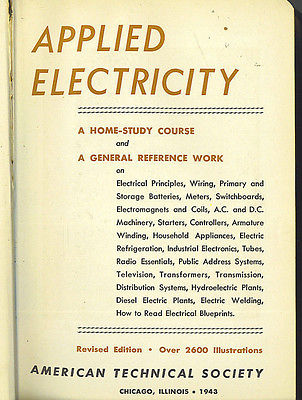 APPLIED
ELECTRICITY
A HOME-STUDY COURSE
and
A GENERAL REFERENCE WORK
on
Electrical Principles, Wiring, Primary and
Storage Batteries, Meters, Switchboards,
Electromagnets and Coils, A.C. and D.C.
Machinery, Starters, Controllers, Armature
Winding, Household Appliances, Electric
Refrigeration, Industrial Electronics, Tubes,
Radio Essentials, Public Address Systems,
Television, Transformers, Transmission,
Distribution Systems, Hydroelectric Plants,
Diesel Electric Plants, Electric Welding,
How to Read Electrical Blueprints.
Revised Edition • Over 2600 Illustrations
AMERICAN TECHNICAL SOCIETY
CHICAGO, ILLINOIS • 1943